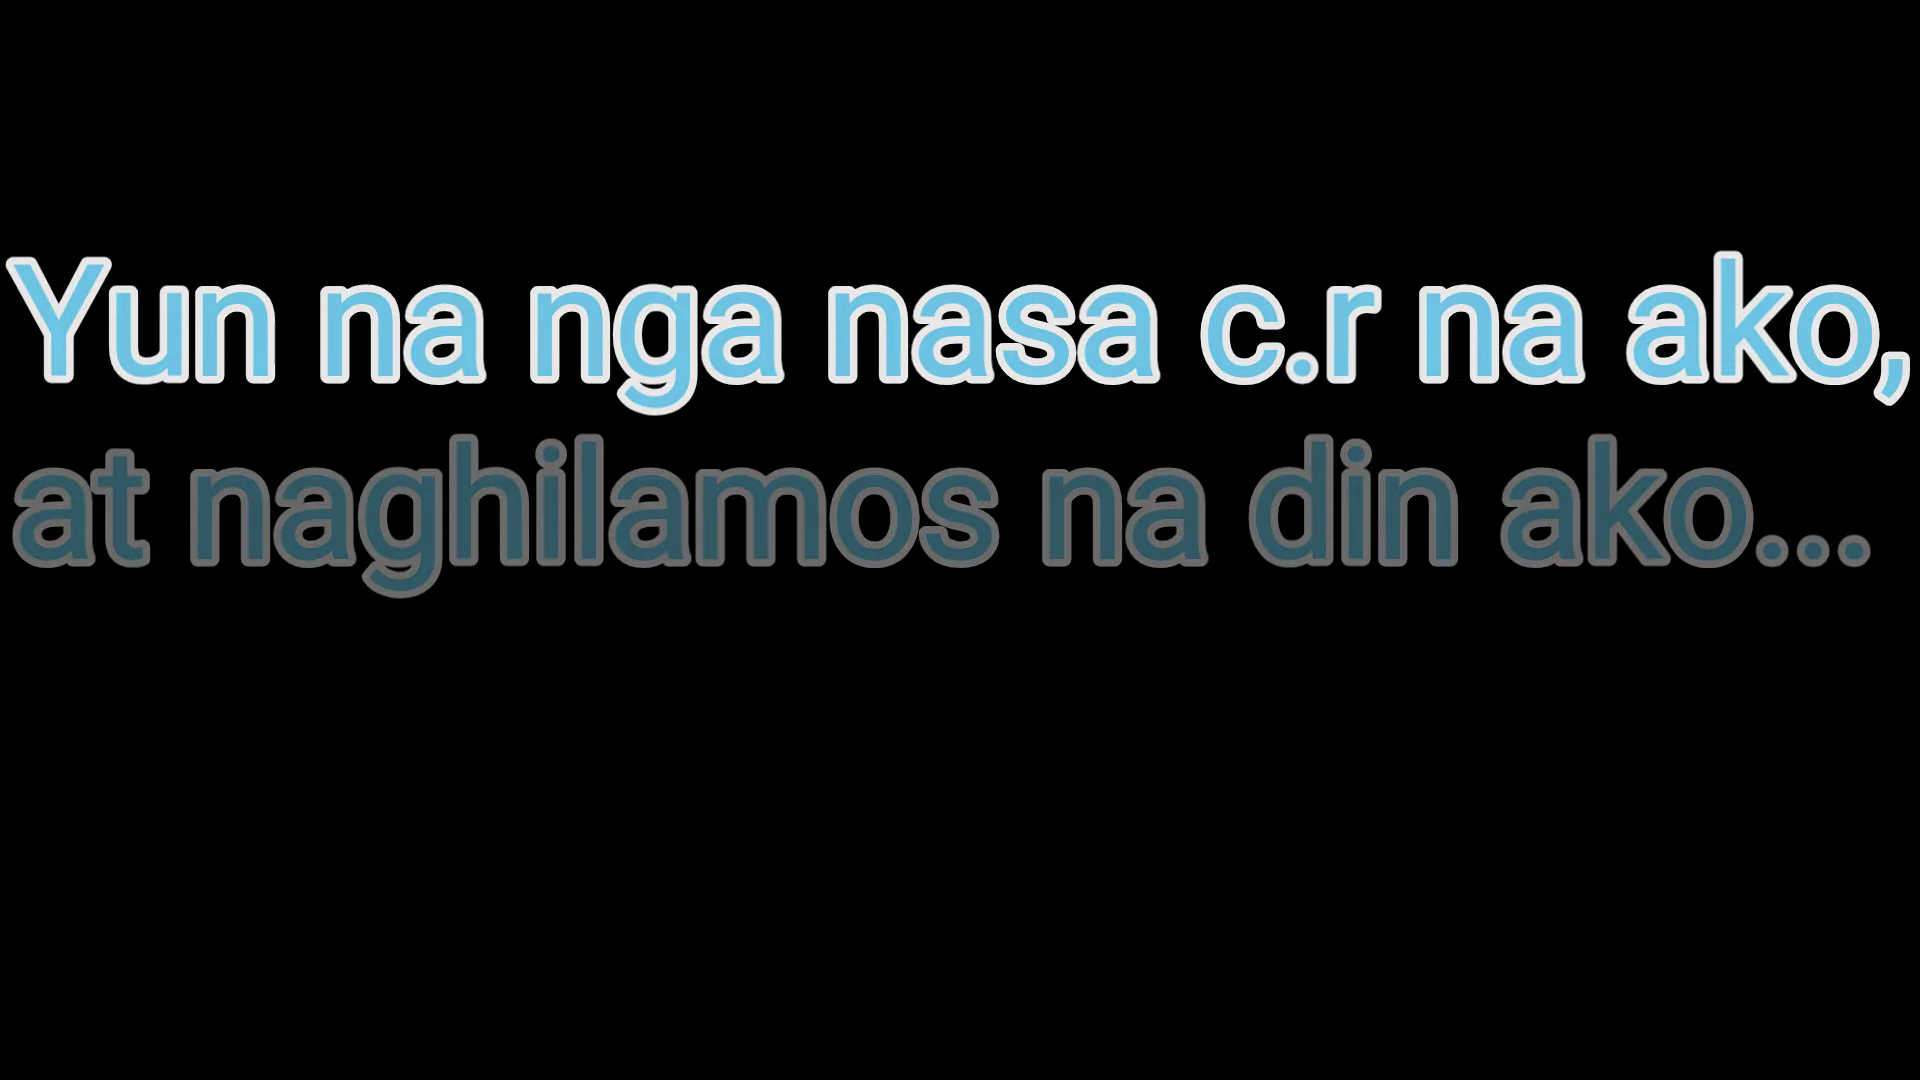 Yun na nga nasa c.r na ako,
at naghilamos na din ako...